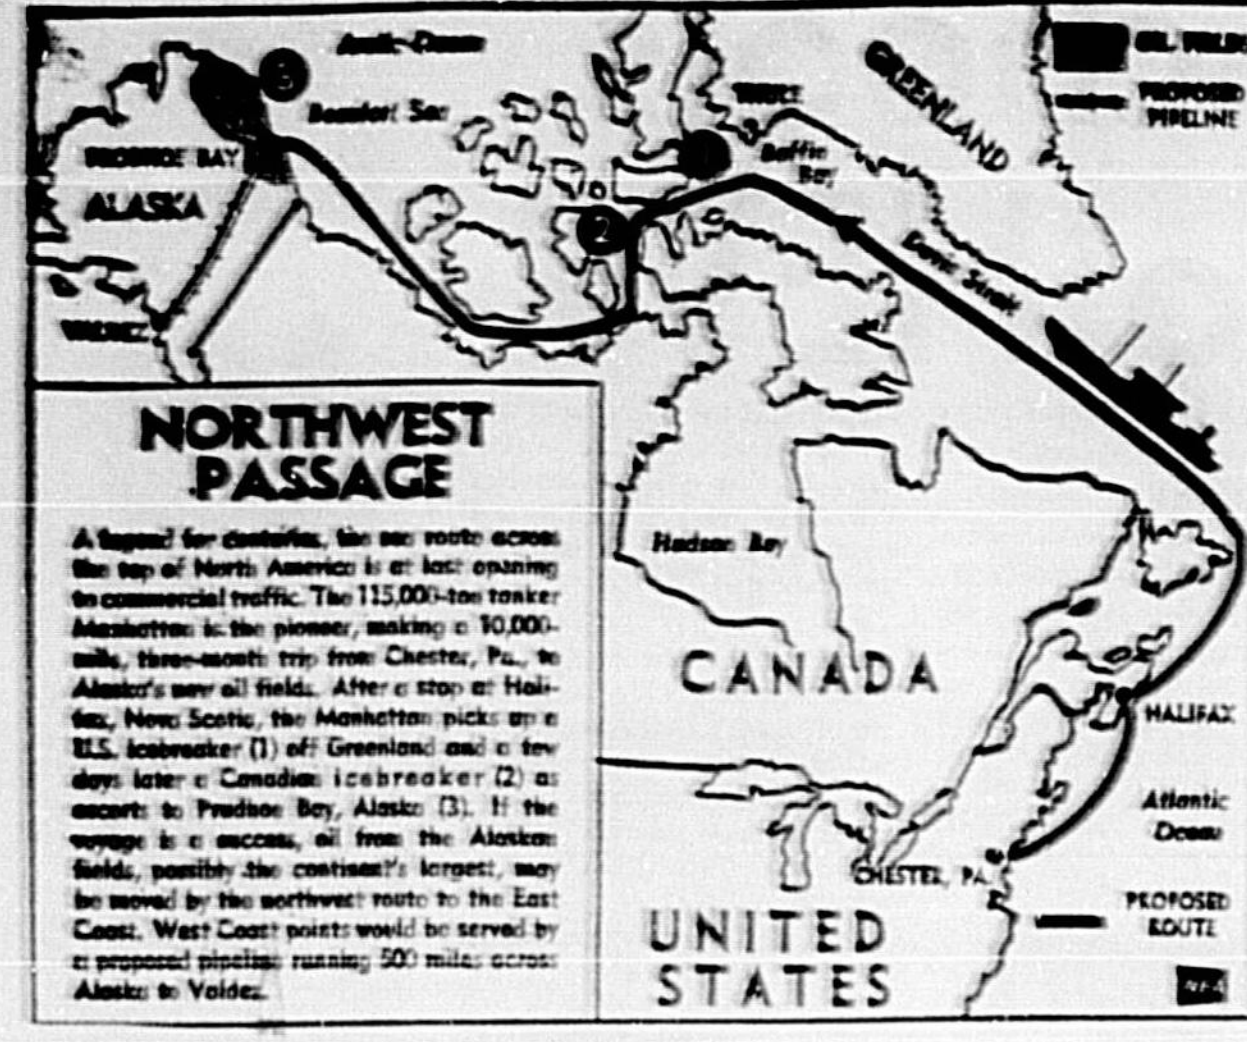 Arctic Ocean
OIL FIELDS
PROPOSED
PIPELINE
GREENLAND
THULE
3
Beaufort Sea
1
Baffin
Bay
PRUDHOE BAY
ALASKA
2
Davis Strait
VALDEZ
NORTHWEST
PASSAGE
A legend for centuries, the sea route across
the top of North America is at last opening
to commercial traffic. The 115,000-ton tanker
Manhattan is the pioneer, making a 10,000-
mile, three-month trip from Chester, Pa., to
Alaska's new oil fields. After a stop at Hali-
fax, Nova Scotia, the Manhattan picks up a
U.S. icebreaker (1) off Greenland and a few
days later a Canadian icebreaker (2) as
escorts to Prudhoe Bay, Alaska (3). If the
voyage is a success, oil from the Alaskan
fields, possibly the continent's largest, may
be moved by the northwest route to the East
Coast. West Coast points would be served by
a proposed pipeline running 500 miles across
Alaska to Valdez.
Hudson Bay
CANADA
HALIFAX
Atlantic
Ocean
CHESTER, PA.
PROPOSED
ROUTE
UNITED
STATES
NEA